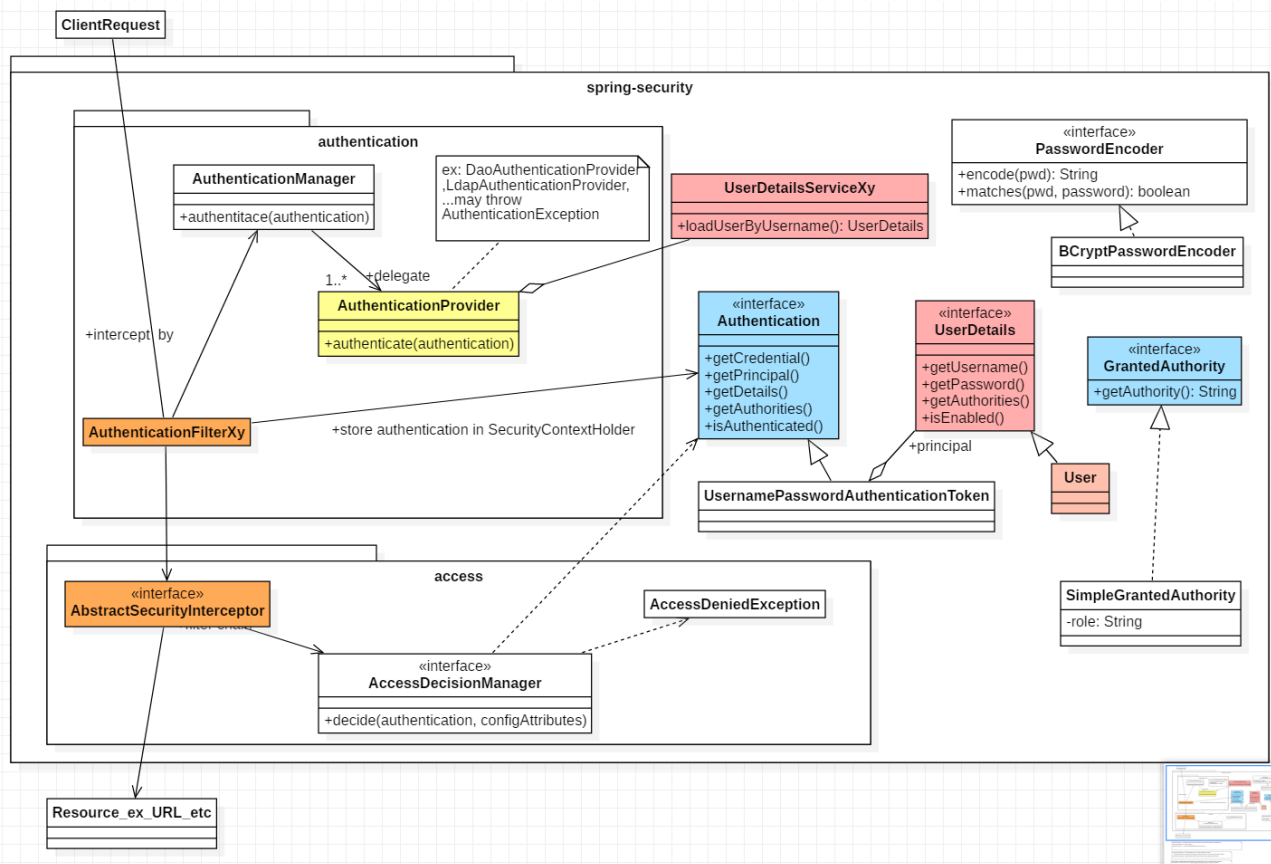 ClientRequest
spring-security
authentication
AuthenticationManager
+authentitace(authentication)
ex: DaoAuthenticationProvider
,LdapAuthenticationProvider,
...may throw
AuthenticationException
UserDetailsServiceXy
+loadUserByUsername(): UserDetails
«interface»
PasswordEncoder
+encode(pwd): String
+matches(pwd, password): boolean
BCryptPasswordEncoder
1..*
+delegate
AuthenticationProvider
+authenticate(authentication)
+intercept by
«interface»
Authentication
+getCredential()
+getPrincipal()
+getDetails()
+getAuthorities()
+isAuthenticated()
«interface»
UserDetails
+getUsername()
+getPassword()
+getAuthorities()
+isEnabled()
«interface»
GrantedAuthority
+getAuthority(): String
AuthenticationFilterXy
+store authentication in SecurityContextHolder
+principal
User
UsernamePasswordAuthenticationToken
access
«interface»
AbstractSecurityInterceptor
AccessDeniedException
SimpleGrantedAuthority
-role: String
«interface»
AccessDecisionManager
+decide(authentication, configAttributes)
Resource_ex_URL_etc